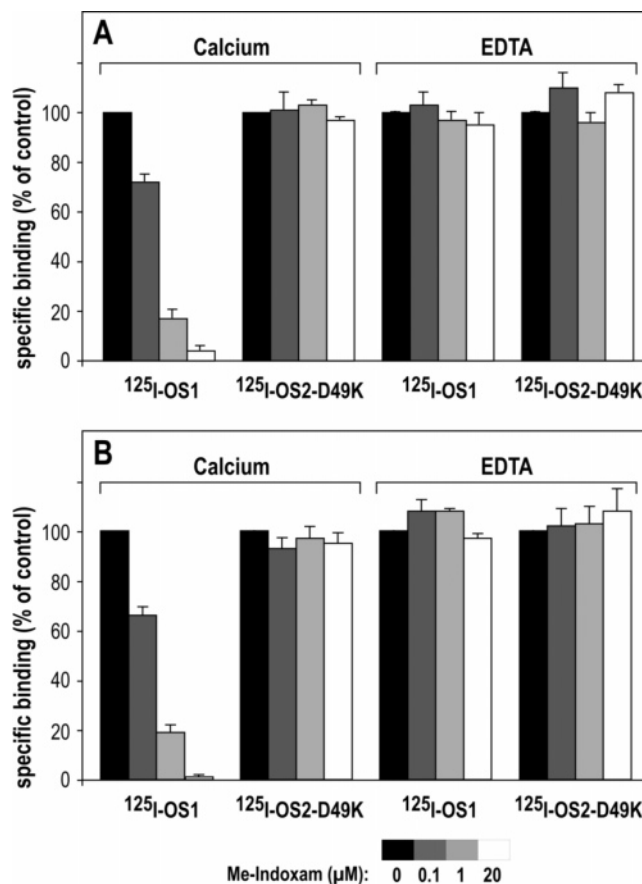 A
Calcium
EDTA
specific binding (% of control)
100
80
60
40
20
0
¹²⁵I-OS1
¹²⁵I-OS2-D49K
¹²⁵I-OS1
¹²⁵I-OS2-D49K
B
Calcium
EDTA
specific binding (% of control)
100
80
60
40
20
0
¹²⁵I-OS1
¹²⁵I-OS2-D49K
¹²⁵I-OS1
¹²⁵I-OS2-D49K
Me-Indoxam (µM): 0 0.1 1 20